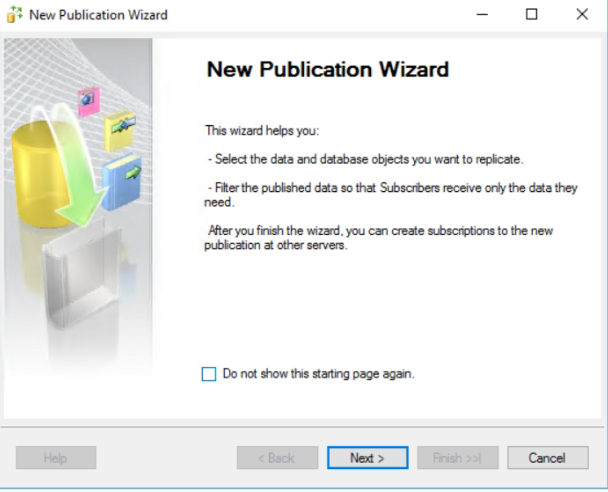 New Publication Wizard
New Publication Wizard
This wizard helps you:
- Select the data and database objects you want to replicate.
- Filter the published data so that Subscribers receive only the data they
need.
After you finish the wizard, you can create subscriptions to the new
publication at other servers.
Do not show this starting page again.
Help
< Back
Next >
Finish >>|
Cancel